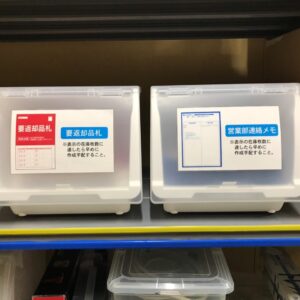 要返却品札
要返却品札
※表示の在庫枚数に
達したら早めに
作成手配すること。
営業部連絡メモ
※表示の在庫枚数に
達したら早めに
作成手配すること。